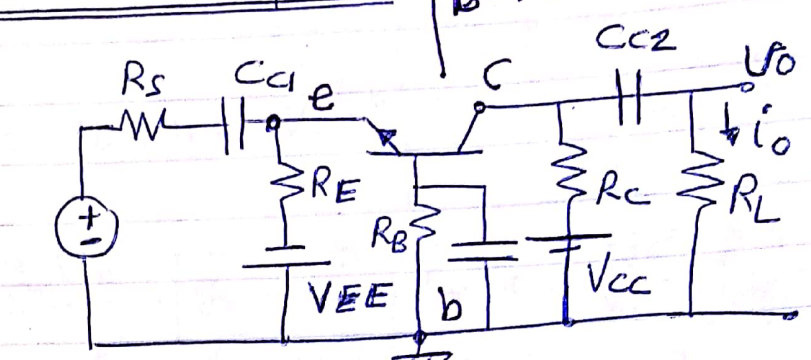 Rs Cc1 e C Cc2 vo
io
RE RB Rc RL
VEE b Vcc
+
-